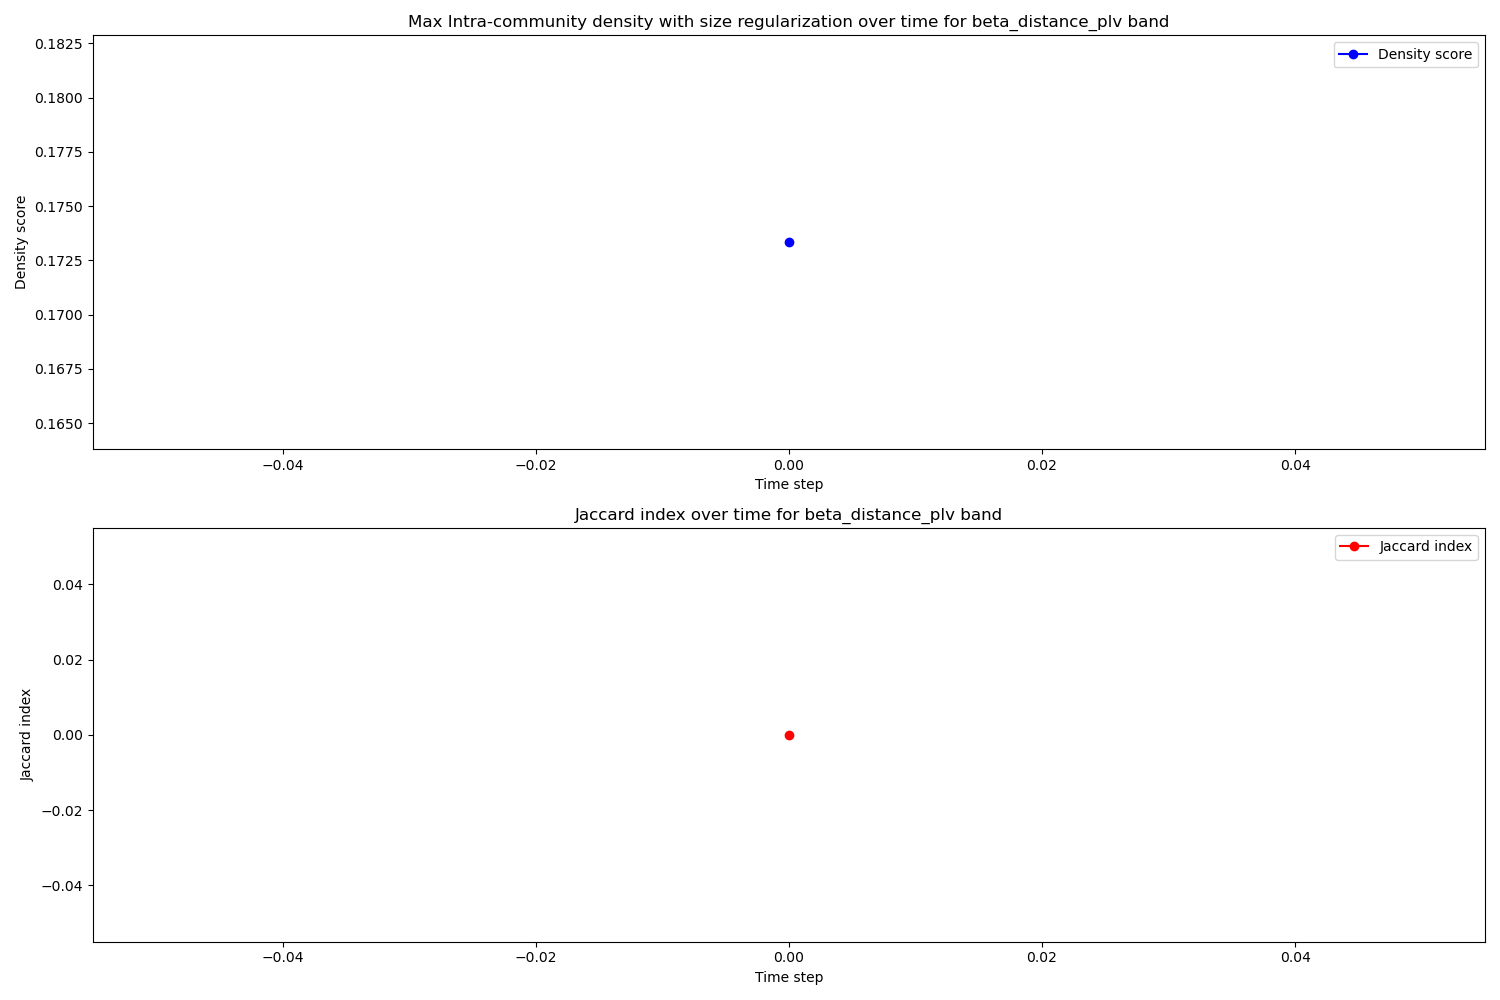 Max Intra-community density with size regularization over time for beta_distance_plv band
Density score
0.1825
0.1800
0.1775
0.1750
0.1725
0.1700
0.1675
0.1650
Density score
−0.04
−0.02
0.00
0.02
0.04
Time step
Jaccard index over time for beta_distance_plv band
Jaccard index
0.04
0.02
0.00
−0.02
−0.04
Jaccard index
−0.04
−0.02
0.00
0.02
0.04
Time step